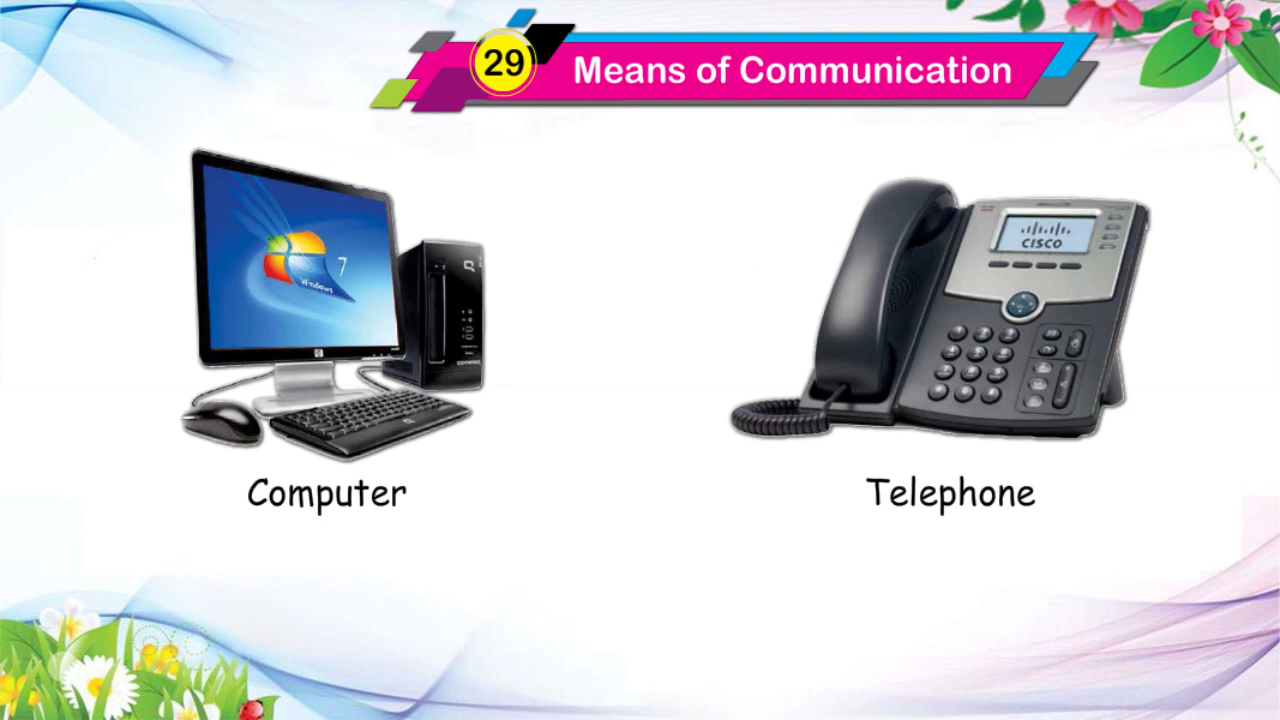 29
Means of Communication
7
Windows
CISCO
Computer
Telephone